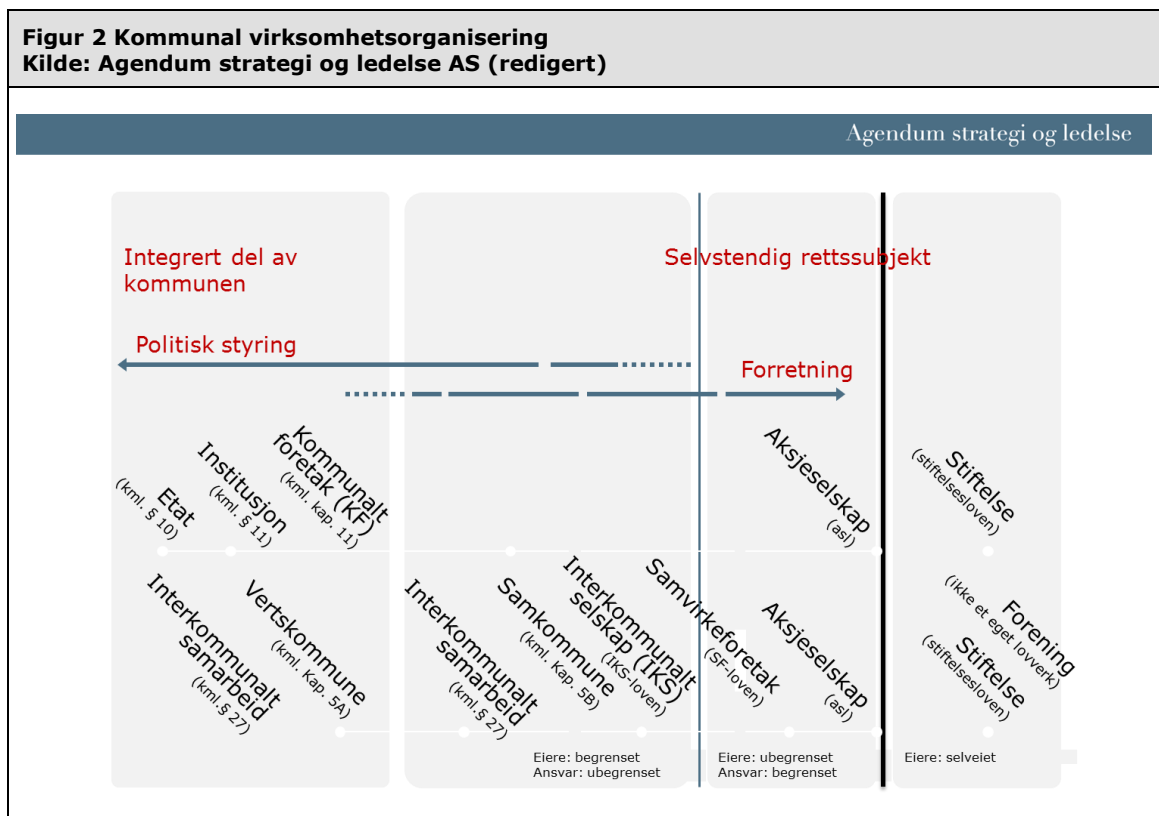 Figur 2 Kommunal virksomhetsorganisering
Kilde: Agendum strategi og ledelse AS (redigert)
Agendum strategi og ledelse
Integrert del av
kommunen
Selvstendig rettssubjekt
Politisk styring
Forretning
Etat
(kml. § 10)
Institusjon
(kml. § 11)
Kommunalt
foretak (KF)
(kml. kap. 11)
Aksjeselskap
(asl)
Stiftelse
(stiftelsesloven)
Interkommunalt
samarbeid
(kml.§ 27)
Vertskommune
(kml. Kap. 5A)
Interkommunalt
samarbeid
(kml.§ 27)
Samkommune
(kml. Kap. 5B)
Interkommunalt
selskap (IKS)
(IKS-loven)
Samvirkeforetak
(SF-loven)
Aksjeselskap
(asl)
Forening
(ikke et eget lovverk)
Stiftelse
(stiftelsesloven)
Eiere: begrenset
Ansvar: ubegrenset
Eiere: ubegrenset
Ansvar: begrenset
Eiere: selveiet